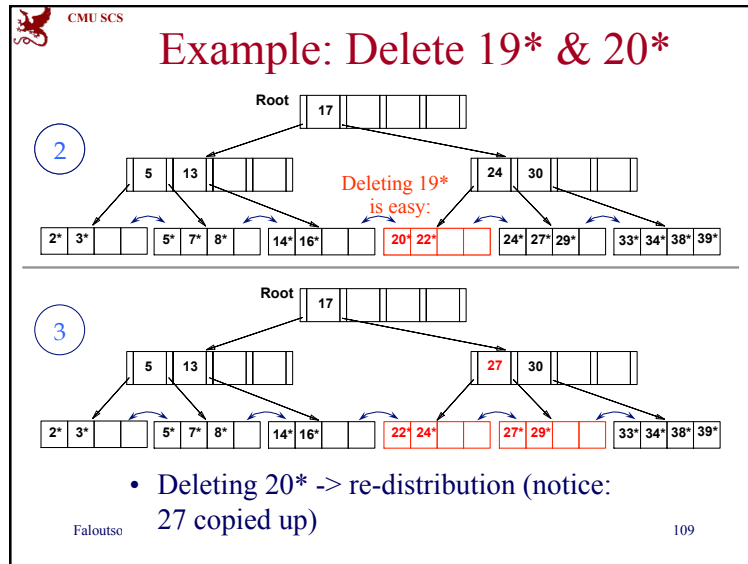 CMU SCS
Example: Delete 19* & 20*
Root
17
2
5 13
24 30
Deleting 19*
is easy:
2* 3*
5* 7* 8*
14* 16*
20* 22*
24* 27* 29*
33* 34* 38* 39*
Root
17
3
5 13
27 30
2* 3*
5* 7* 8*
14* 16*
22* 24*
27* 29*
33* 34* 38* 39*
• Deleting 20* -> re-distribution (notice:
27 copied up)
Faloutso
109